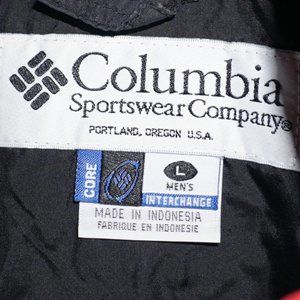 Columbia
Sportswear Company®
PORTLAND, OREGON U.S.A.
CORE
L
MEN'S
INTERCHANGE
MADE IN INDONESIA
FABRIQUE EN INDONESIE